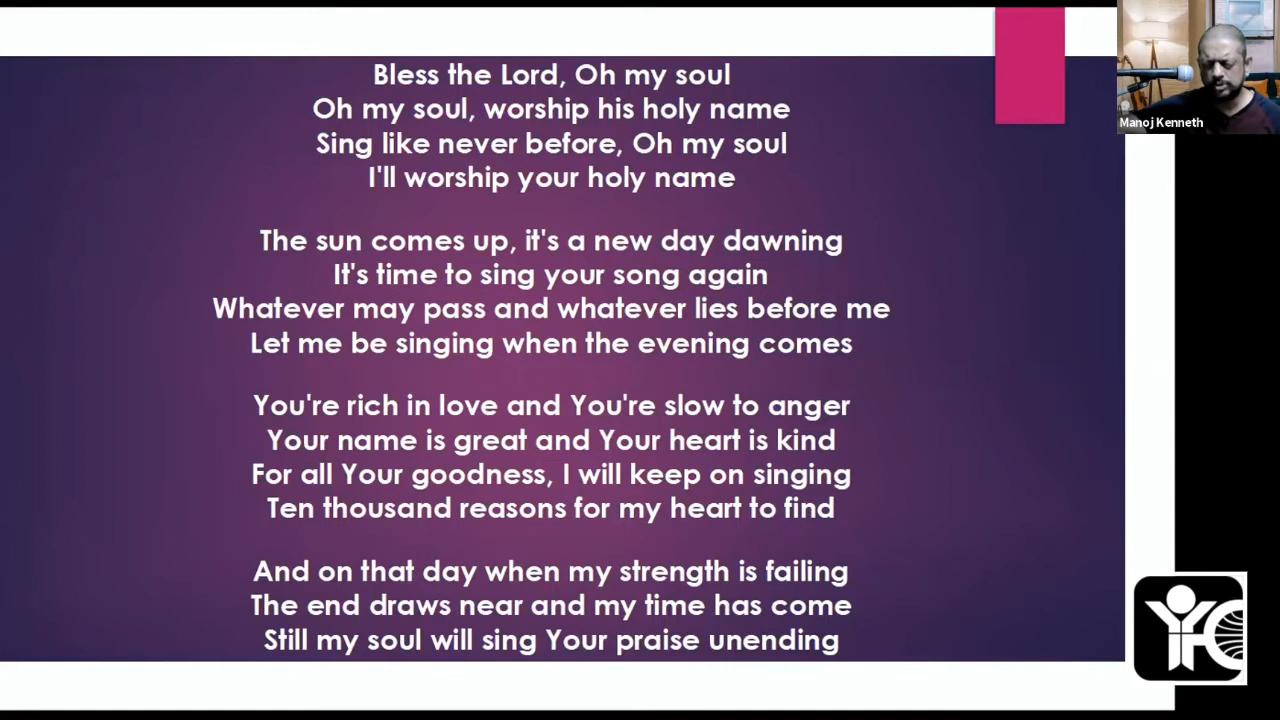 Bless the Lord, Oh my soul
Oh my soul, worship his holy name
Sing like never before, Oh my soul
I'll worship your holy name
The sun comes up, it's a new day dawning
It's time to sing your song again
Whatever may pass and whatever lies before me
Let me be singing when the evening comes
You're rich in love and You're slow to anger
Your name is great and Your heart is kind
For all Your goodness, I will keep on singing
Ten thousand reasons for my heart to find
And on that day when my strength is failing
The end draws near and my time has come
Still my soul will sing Your praise unending
Manoj Kenneth
YFC